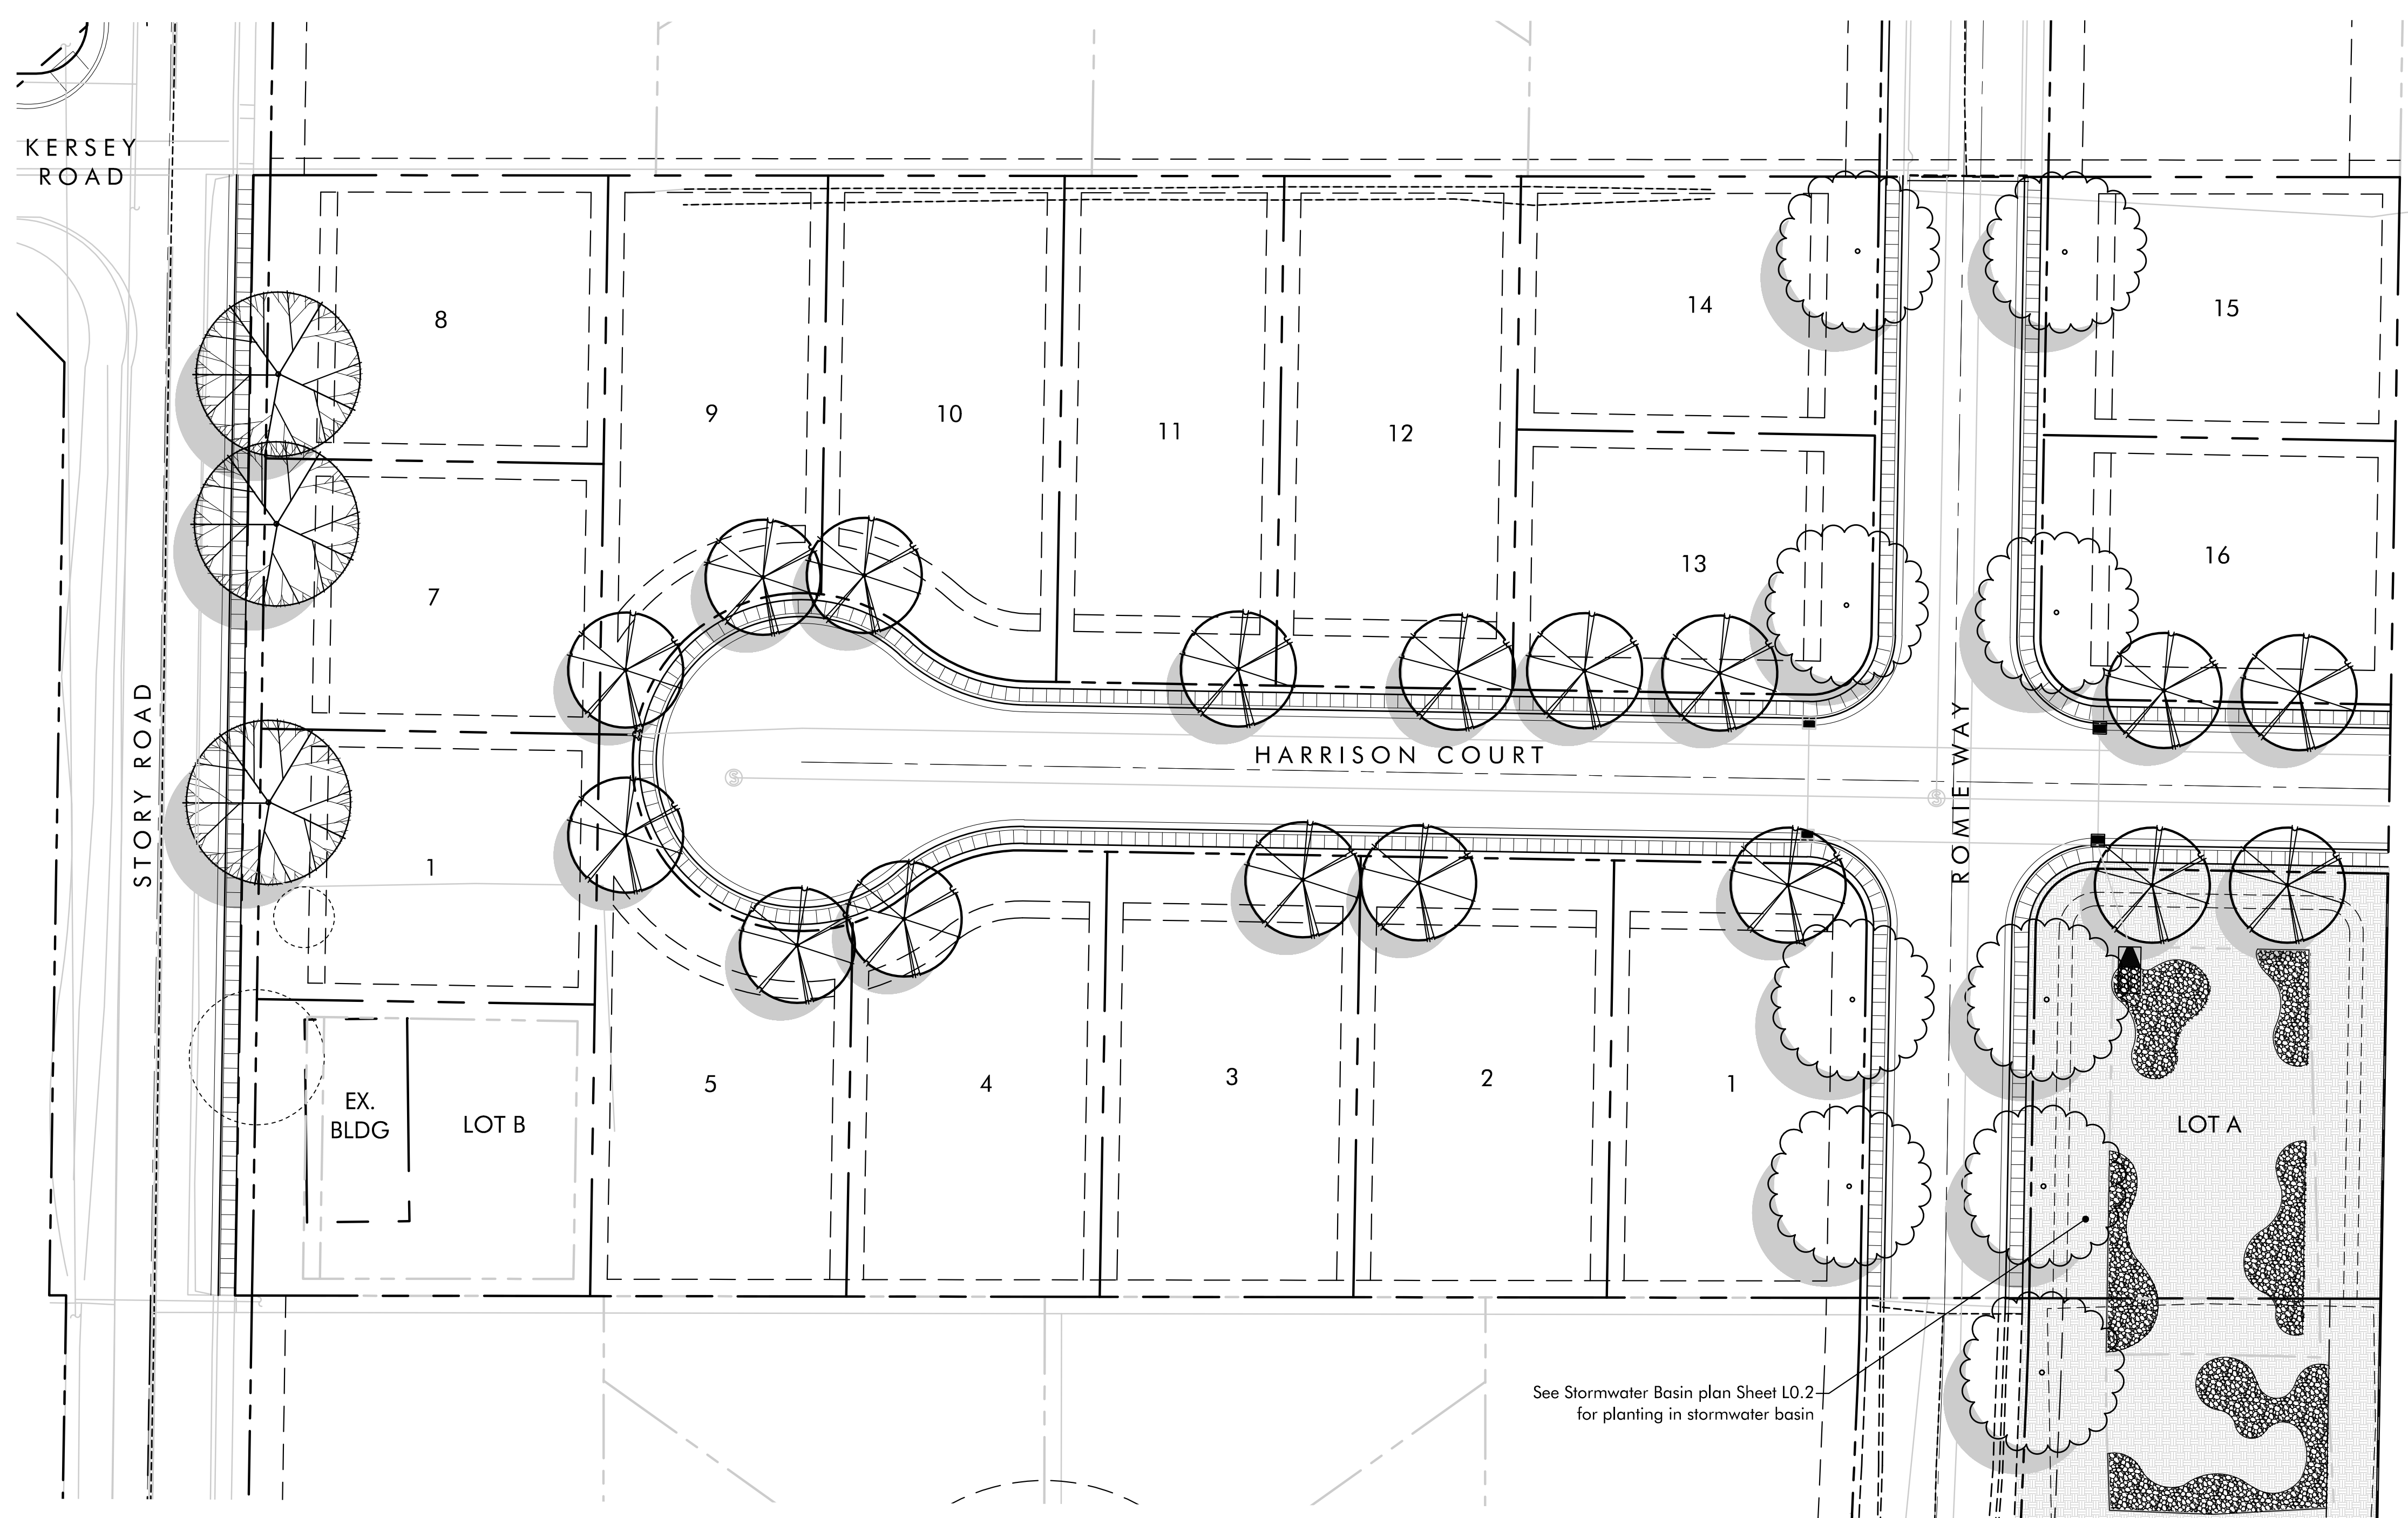 KERSEY
ROAD
8
14
15
9
10
11
12
13
16
7
STORY ROAD
HARRISON COURT
ROMIE WAY
1
EX.
BLDG
LOT B
5
4
3
2
1
LOT A
See Stormwater Basin plan Sheet L0.2
for planting in stormwater basin
S
S